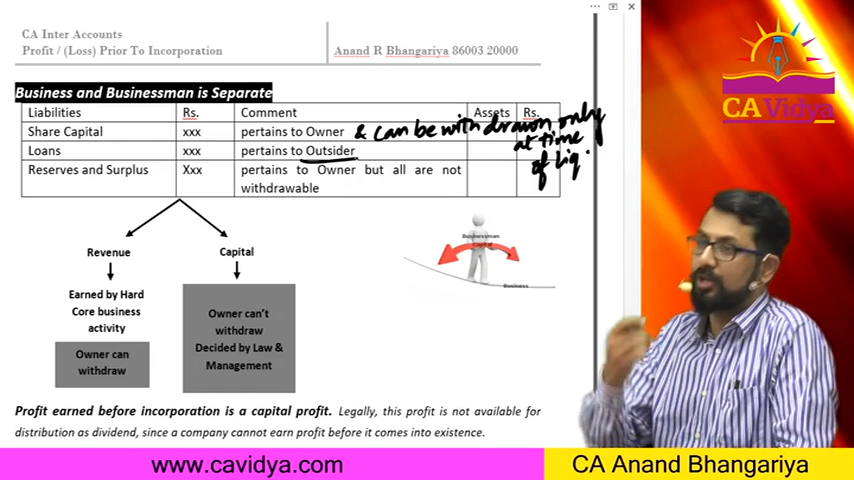 CA Inter Accounts
Profit / (Loss) Prior To Incorporation
Anand R Bhangariya 86003 20000
CA Vidya
Business and Businessman is Separate
Liabilities Rs. Comment Assets Rs.
Share Capital xxx pertains to Owner & can be withdrawn only
at time
of Liq.
Loans xxx pertains to Outsider
Reserves and Surplus Xxx pertains to Owner but all are not
withdrawable
Revenue Capital
Earned by Hard
Core business
activity
Owner can
withdraw
Owner can't
withdraw
Decided by Law &
Management
Businessman
Capital
Business
Profit earned before incorporation is a capital profit. Legally, this profit is not available for
distribution as dividend, since a company cannot earn profit before it comes into existence.
www.cavidya.com
CA Anand Bhangariya